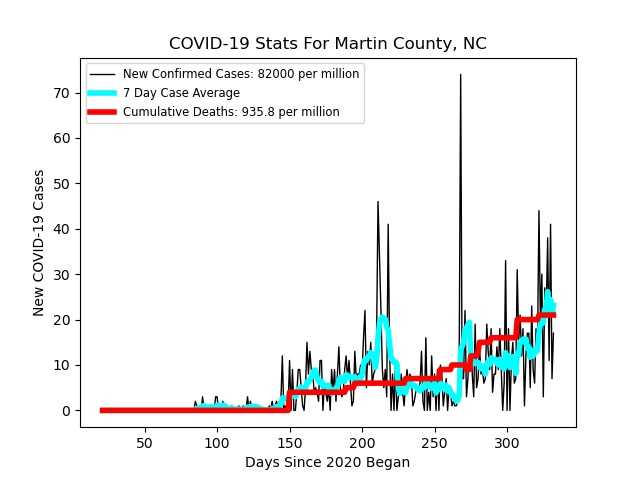 COVID-19 Stats For Martin County, NC
New Confirmed Cases: 82000 per million
7 Day Case Average
Cumulative Deaths: 935.8 per million
New COVID-19 Cases
70
60
50
40
30
20
10
0
50 100 150 200 250 300
Days Since 2020 Began